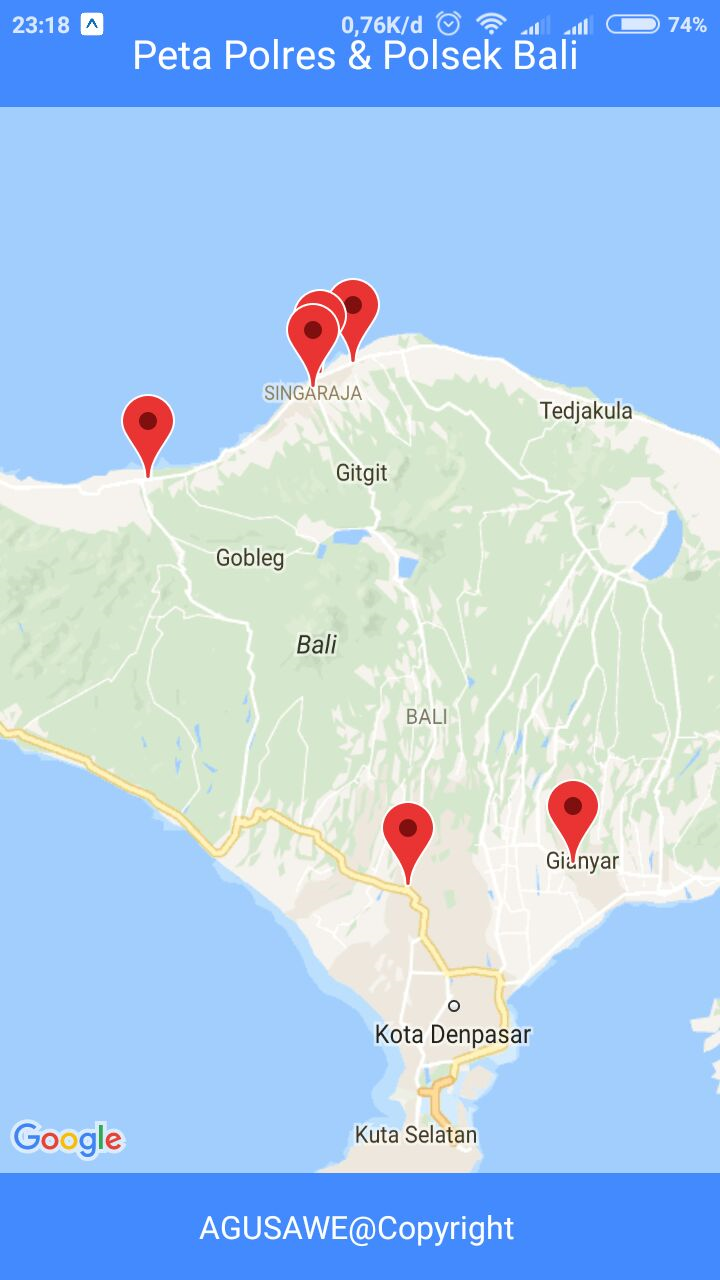 23:18 0,76K/d 74%
Peta Polres & Polsek Bali
SINGARAJA
Tedjakula
Gitgit
Gobleg
Bali
BALI
Gianyar
Kota Denpasar
Kuta Selatan
Google
AGUSAWE@Copyright